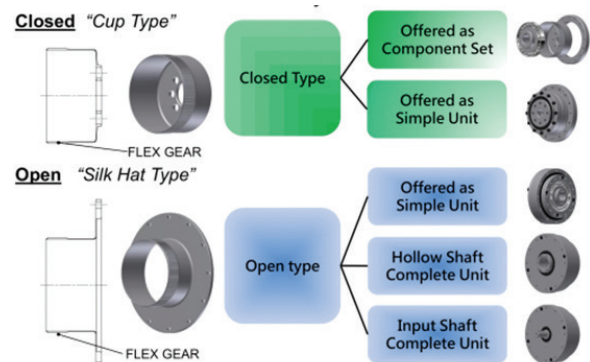 Closed "Cup Type"
FLEX GEAR
Closed Type
Offered as
Component Set
Offered as
Simple Unit
Open "Silk Hat Type"
FLEX GEAR
Open type
Offered as
Simple Unit
Hollow Shaft
Complete Unit
Input Shaft
Complete Unit